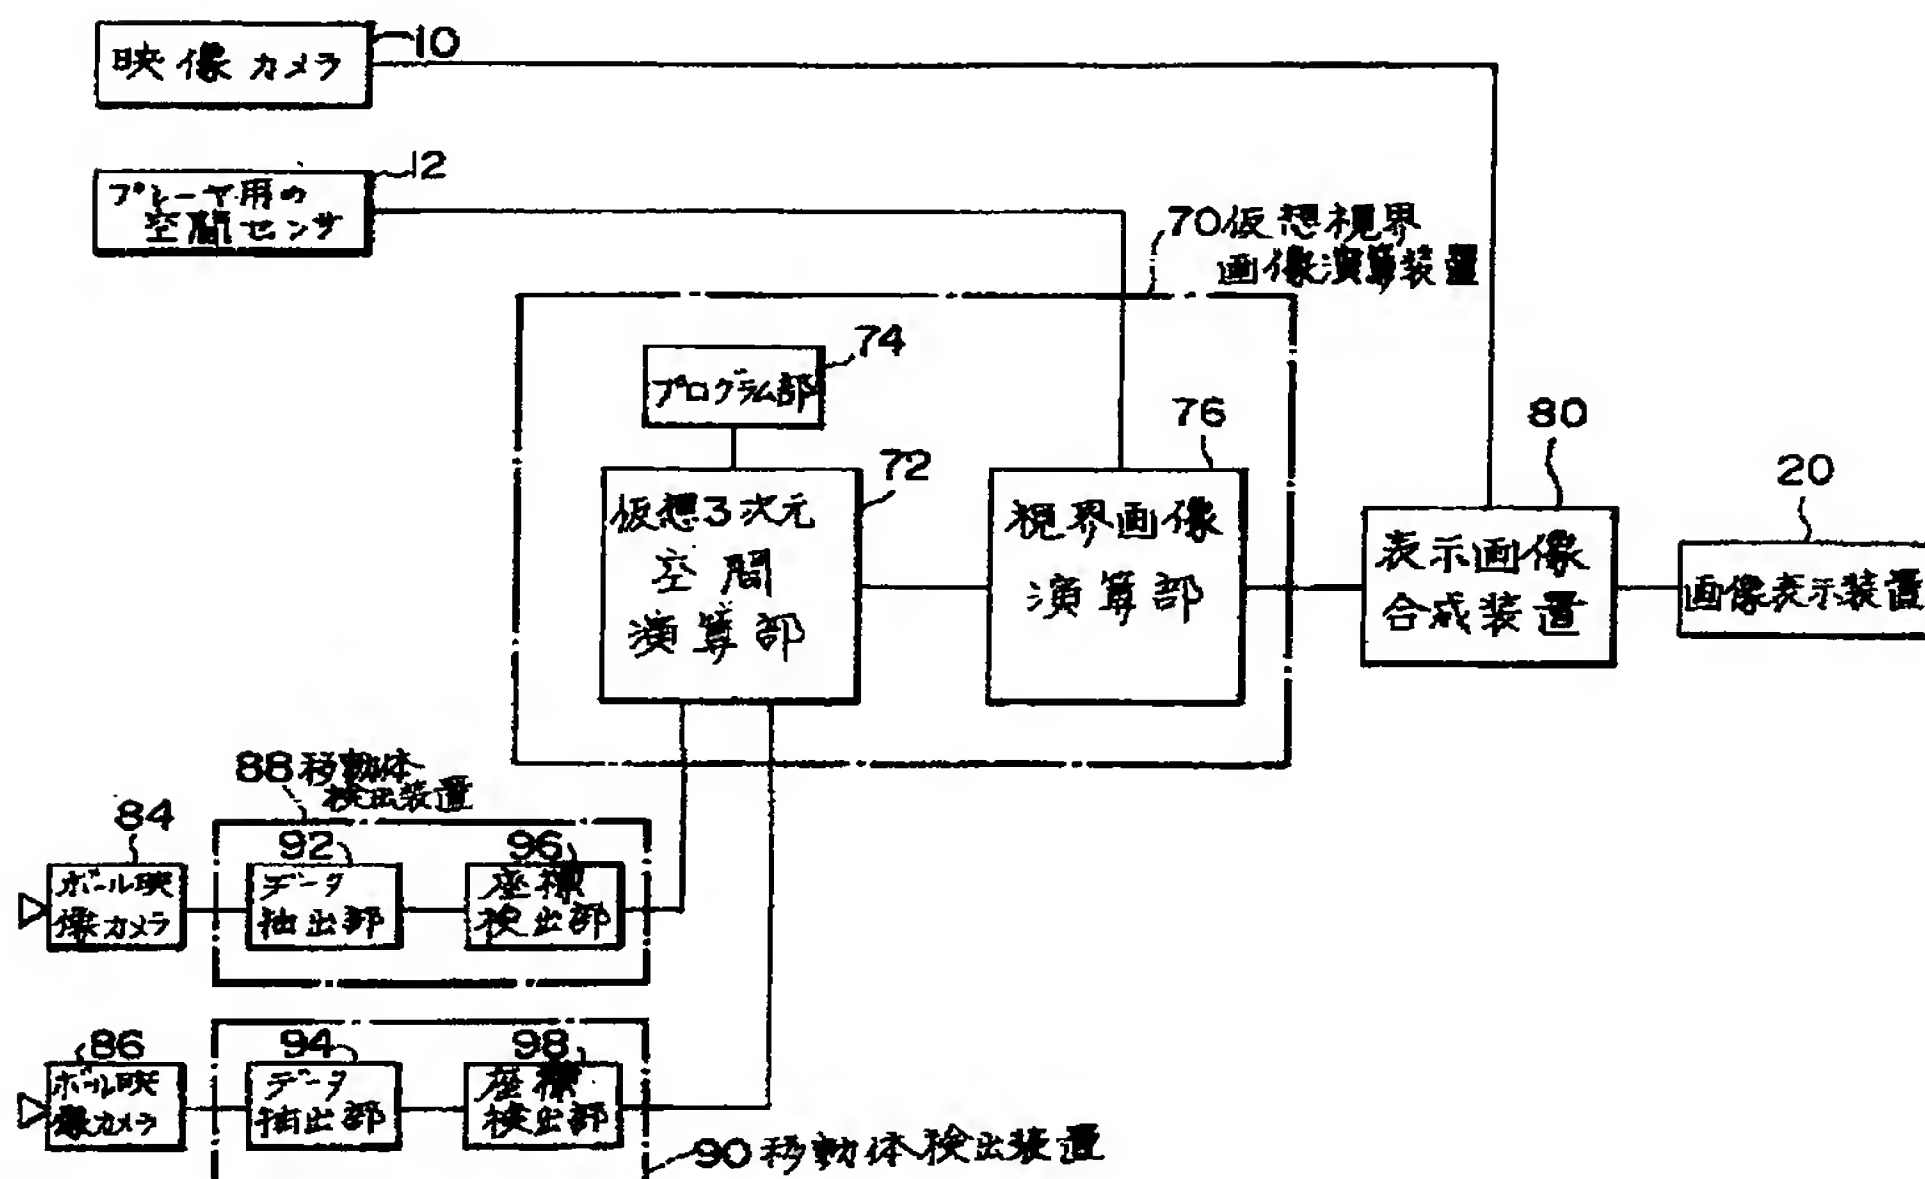 映像カメラ
10
プレーヤ用の
空間センサ
12
70仮想視界
画像演算装置
プログラム部
74
仮想3次元
空間
演算部
72
視界画像
演算部
76
表示画像
合成装置
80
画像表示装置
20
88移動体
検出装置
84
ボール映
像カメラ
92
データ
抽出部
96
座標
検出部
86
ボール映
像カメラ
94
データ
抽出部
98
座標
検出部
90移動体検出装置